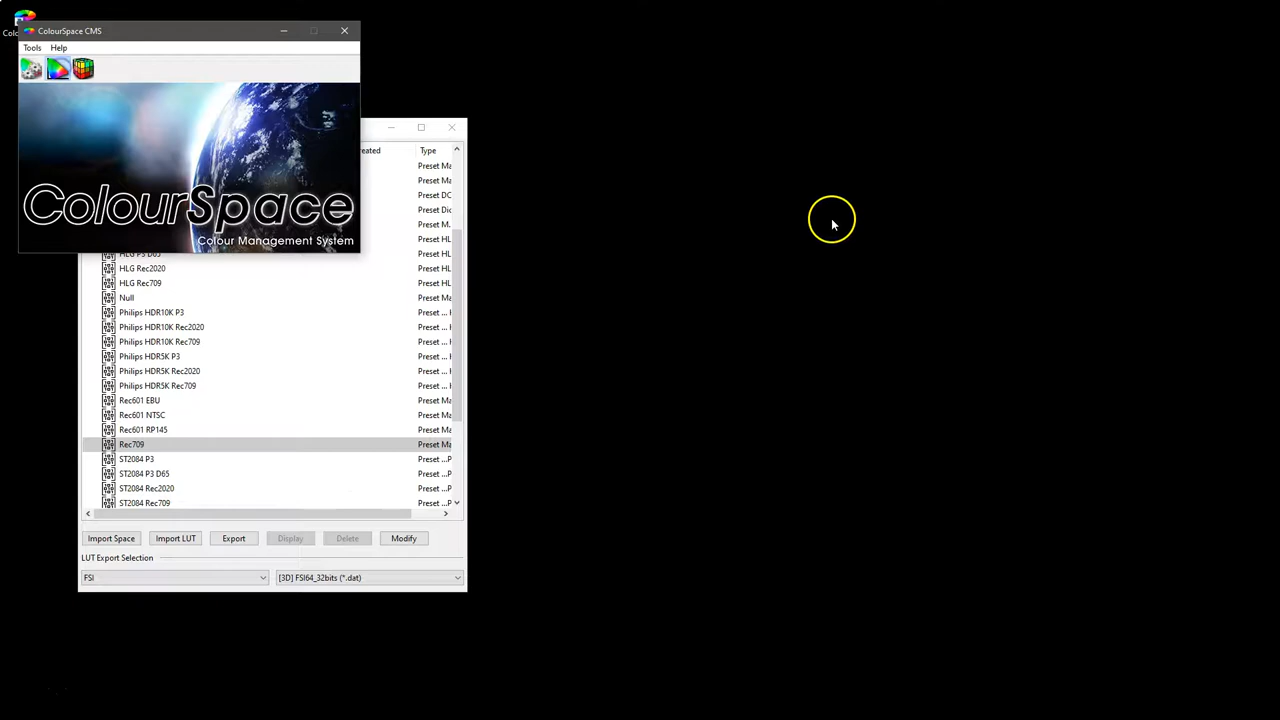 Colo
ColourSpace CMS
Tools Help
ColourSpace
Colour Management System
eated Type
Preset Ma
Preset Ma
Preset DC
Preset Dic
Preset M.
Preset HL
HLG P3 D65 Preset HL
HLG Rec2020 Preset HL
HLG Rec709 Preset HL
Null Preset Ma
Philips HDR10K P3 Preset ... H
Philips HDR10K Rec2020 Preset ... H
Philips HDR10K Rec709 Preset ... H
Philips HDR5K P3 Preset ... H
Philips HDR5K Rec2020 Preset ... H
Philips HDR5K Rec709 Preset ... H
Rec601 EBU Preset Ma
Rec601 NTSC Preset Ma
Rec601 RP145 Preset Ma
Rec709 Preset Ma
ST2084 P3 Preset ...P
ST2084 P3 D65 Preset ...P
ST2084 Rec2020 Preset ...P
ST2084 Rec709 Preset ...P
Import Space Import LUT Export Display Delete Modify
LUT Export Selection
FSI [3D] FSI64_32bits (*.dat)